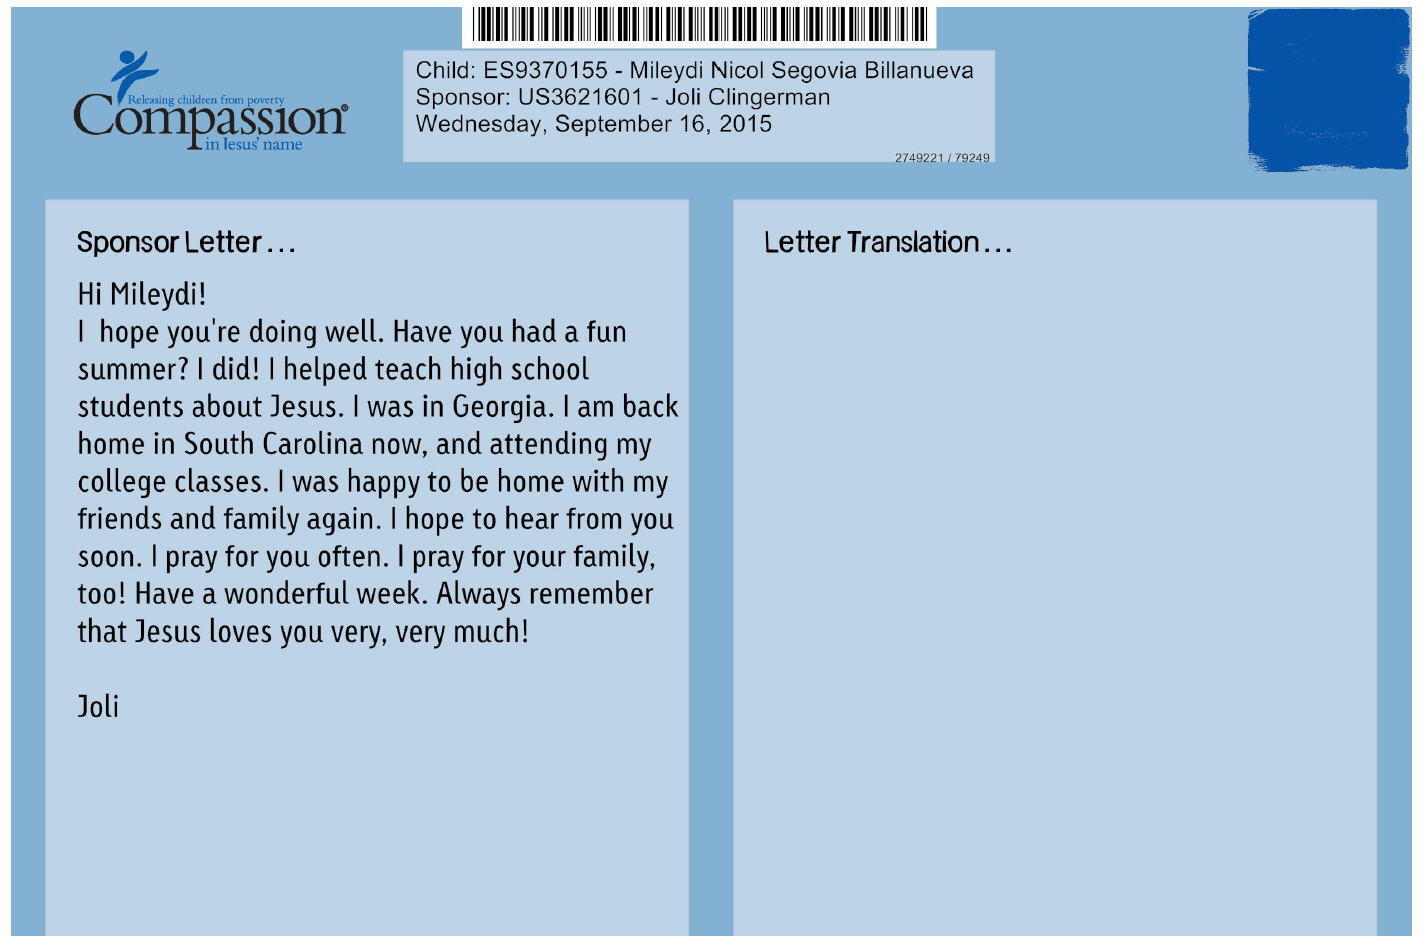 Releasing children from poverty
Compassion®
in Jesus' name
Child: ES9370155 - Mileydi Nicol Segovia Billanueva
Sponsor: US3621601 - Joli Clingerman
Wednesday, September 16, 2015
2749221 / 79249
Sponsor Letter...
Hi Mileydi!
I  hope you're doing well. Have you had a fun
summer? I did! I helped teach high school
students about Jesus. I was in Georgia. I am back
home in South Carolina now, and attending my
college classes. I was happy to be home with my
friends and family again. I hope to hear from you
soon. I pray for you often. I pray for your family,
too! Have a wonderful week. Always remember
that Jesus loves you very, very much!
Joli
Letter Translation...